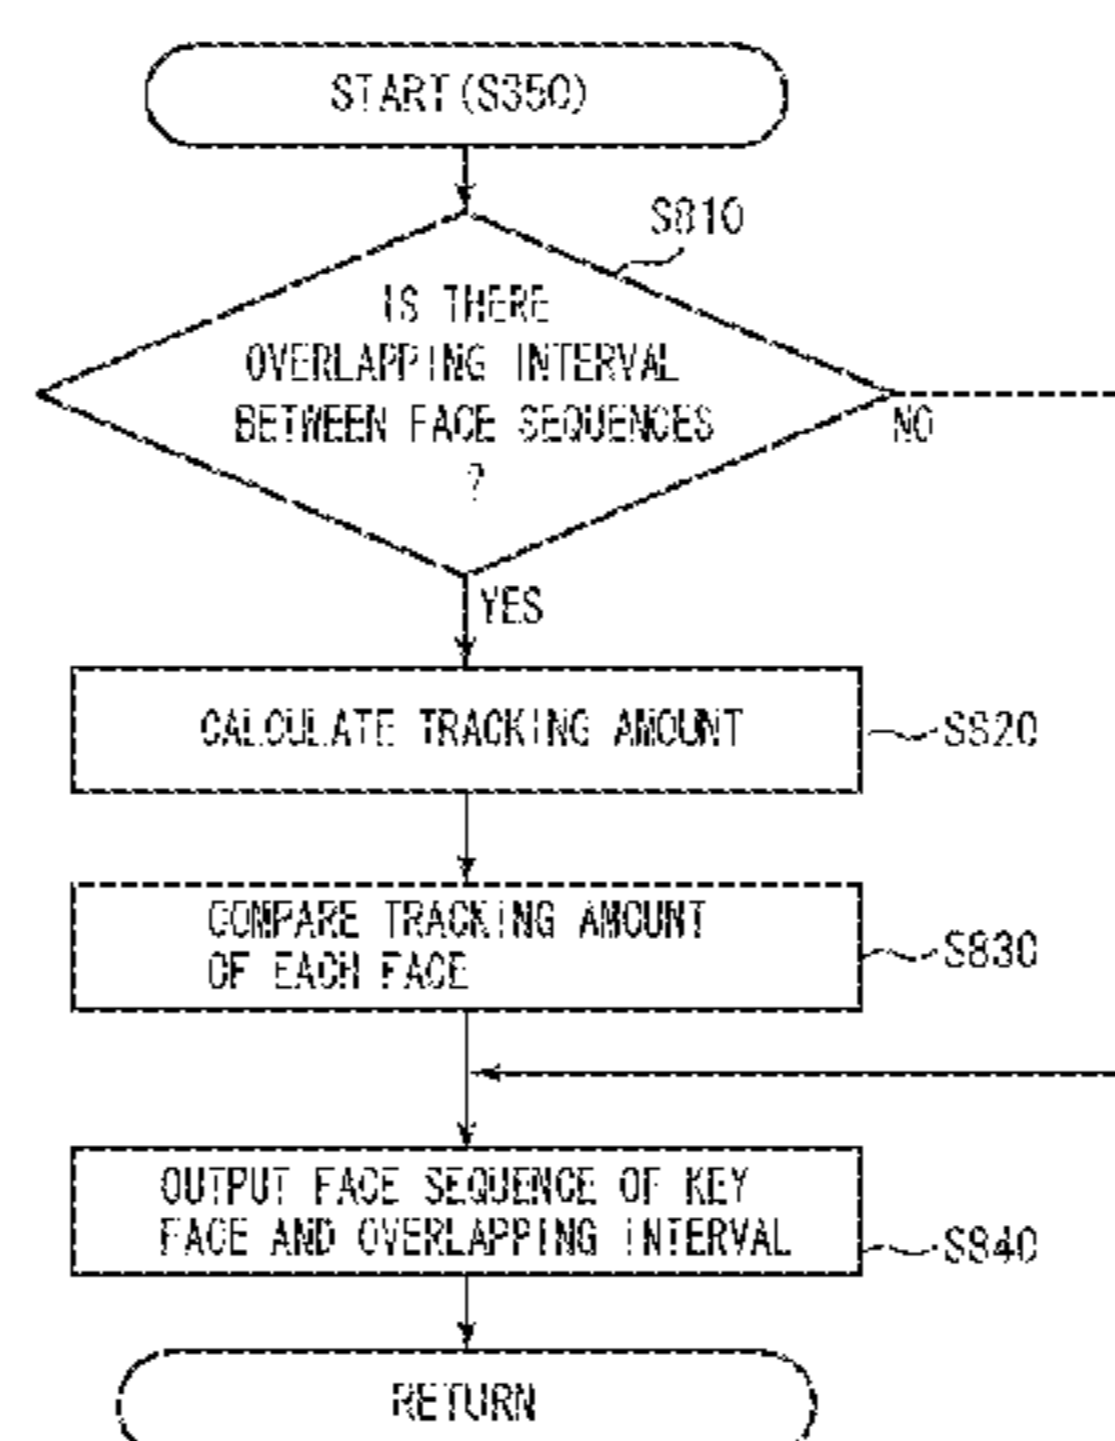 START(S350)
S810
IS THERE
OVERLAPPING INTERVAL
BETWEEN FACE SEQUENCES
?
NO
YES
CALCULATE TRACKING AMOUNT
S820
COMPARE TRACKING AMOUNT
OF EACH FACE
S830
OUTPUT FACE SEQUENCE OF KEY
FACE AND OVERLAPPING INTERVAL
S840
RETURN